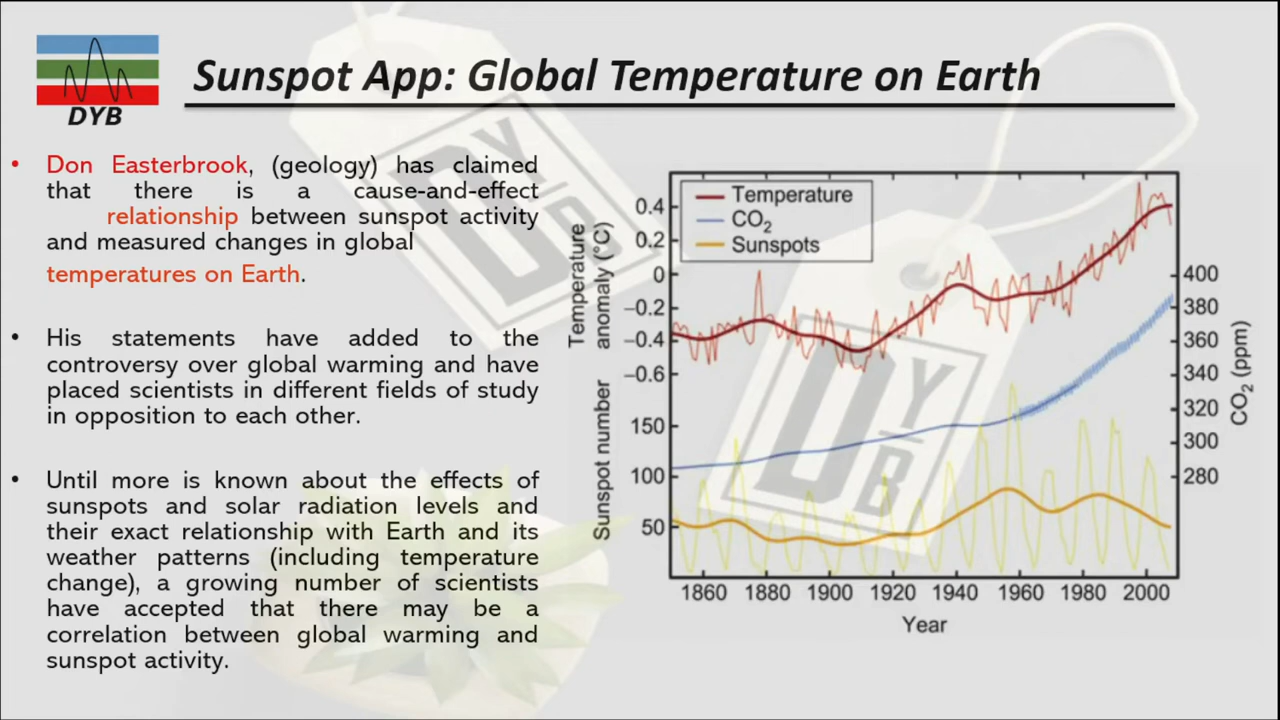 Sunspot App: Global Temperature on Earth
DYB
• Don Easterbrook, (geology) has claimed
that there is a cause-and-effect
relationship between sunspot activity
and measured changes in global
temperatures on Earth.
• His statements have added to the
controversy over global warming and have
placed scientists in different fields of study
in opposition to each other.
• Until more is known about the effects of
sunspots and solar radiation levels and
their exact relationship with Earth and its
weather patterns (including temperature
change), a growing number of scientists
have accepted that there may be a
correlation between global warming and
sunspot activity.
Temperature
CO₂
Sunspots
Temperature
anomaly (°C)
0.4
0.2
0
−0.2
−0.4
−0.6
Sunspot number
150
100
50
400
380
360
340
320
300
280
CO₂ (ppm)
1860 1880 1900 1920 1940 1960 1980 2000
Year
DYB
DYB